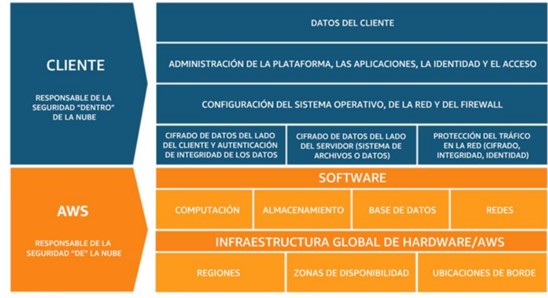 CLIENTE
RESPONSABLE DE LA
SEGURIDAD "DENTRO"
DE LA NUBE
DATOS DEL CLIENTE
ADMINISTRACIÓN DE LA PLATAFORMA, LAS APLICACIONES, LA IDENTIDAD Y EL ACCESO
CONFIGURACIÓN DEL SISTEMA OPERATIVO, DE LA RED Y DEL FIREWALL
CIFRADO DE DATOS DEL LADO
DEL CLIENTE Y AUTENTICACIÓN
DE INTEGRIDAD DE LOS DATOS
CIFRADO DE DATOS DEL LADO
DEL SERVIDOR (SISTEMA DE
ARCHIVOS O DATOS)
PROTECCIÓN DEL TRÁFICO
EN LA RED (CIFRADO,
INTEGRIDAD, IDENTIDAD)
AWS
RESPONSABLE DE LA
SEGURIDAD "DE" LA NUBE
SOFTWARE
COMPUTACIÓN
ALMACENAMIENTO
BASE DE DATOS
REDES
INFRAESTRUCTURA GLOBAL DE HARDWARE/AWS
REGIONES
ZONAS DE DISPONIBILIDAD
UBICACIONES DE BORDE